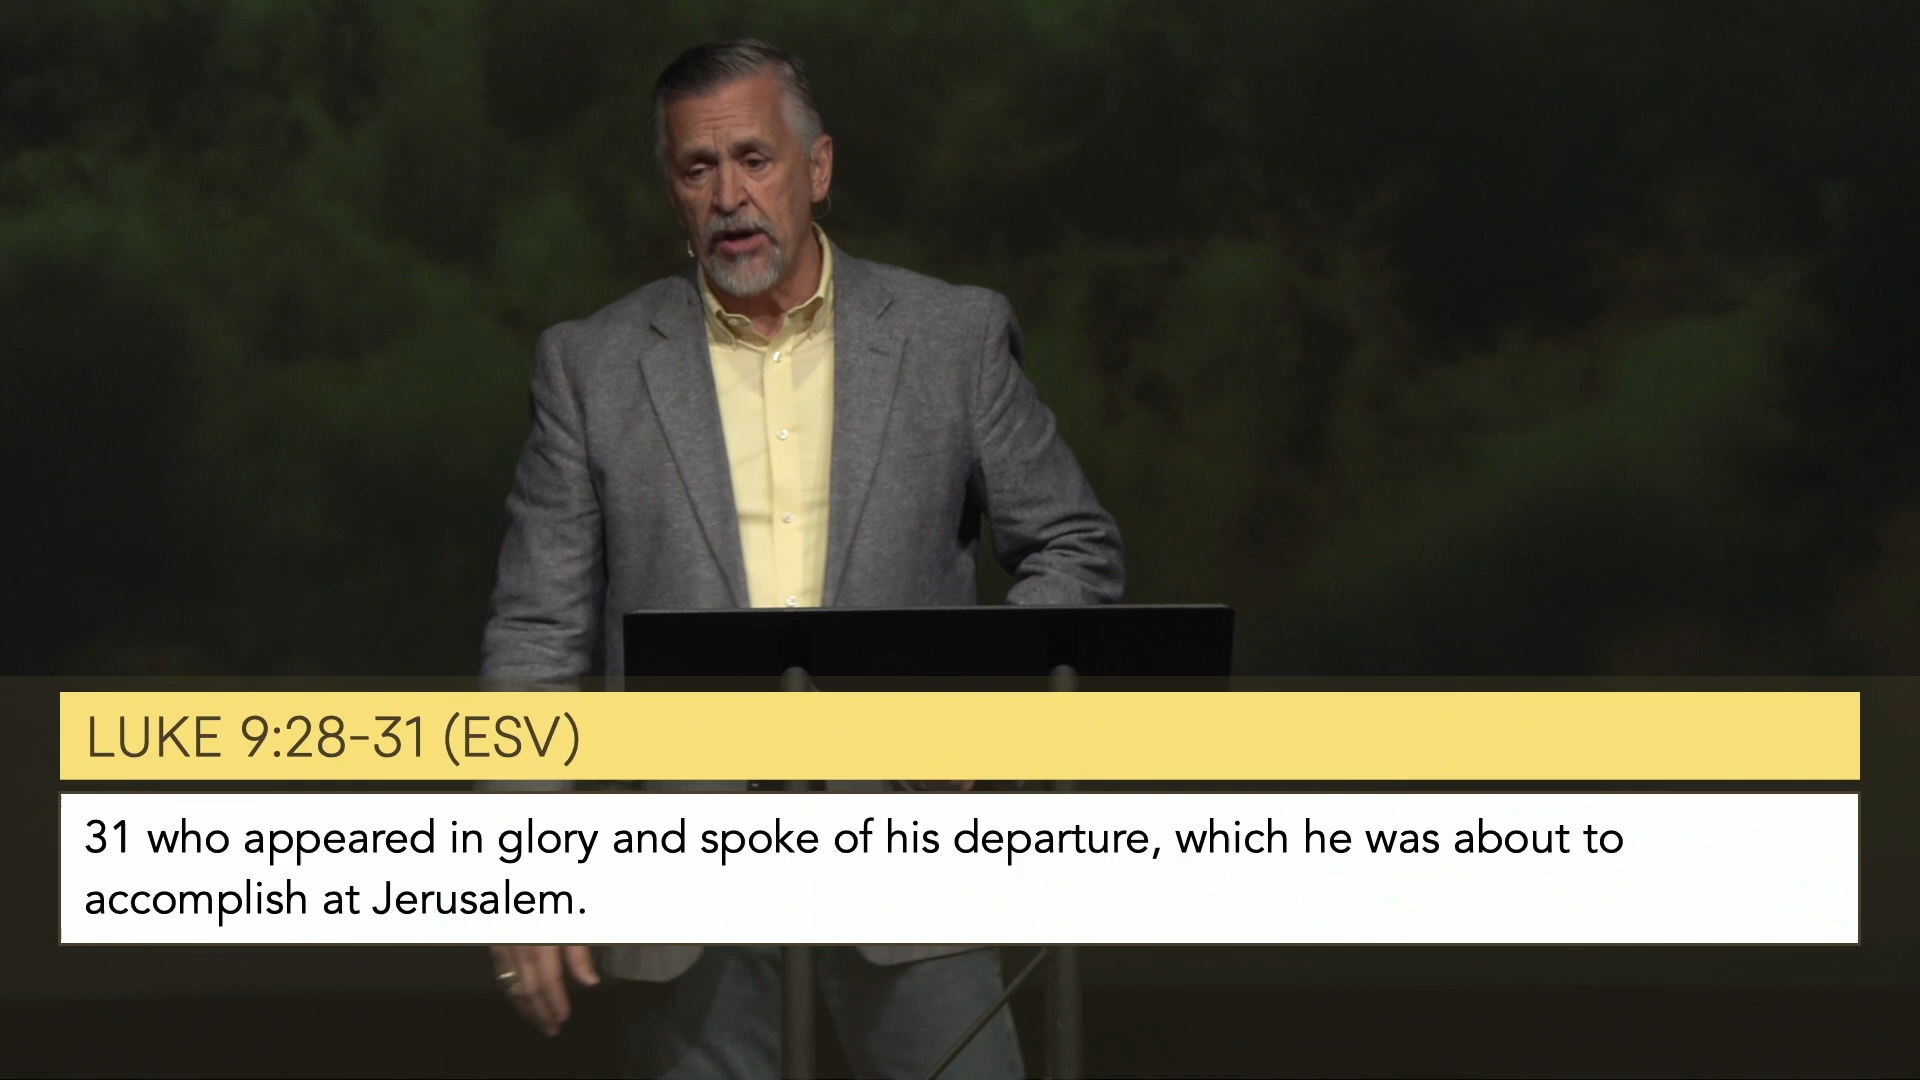 LUKE 9:28-31 (ESV)
31 who appeared in glory and spoke of his departure, which he was about to
accomplish at Jerusalem.